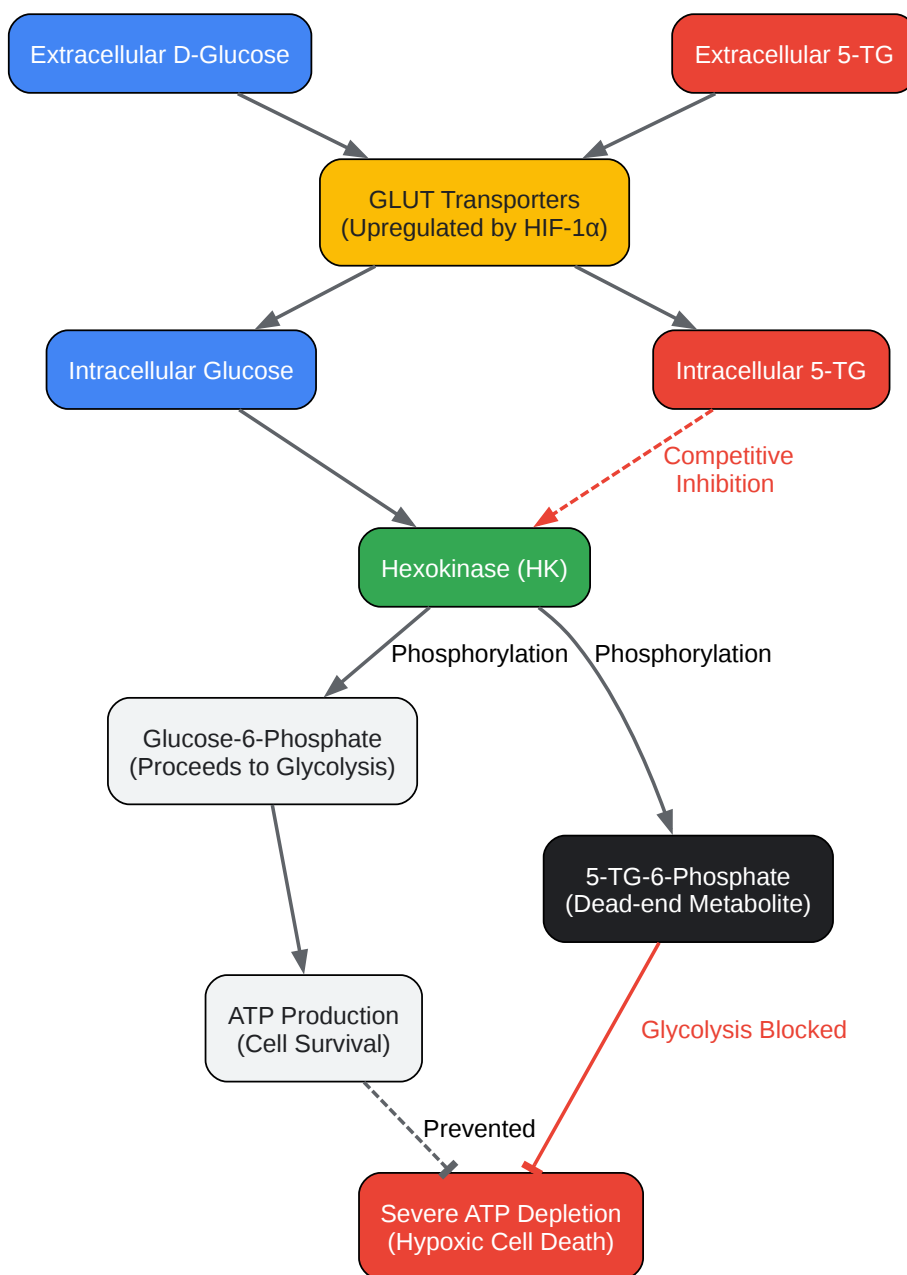 Extracellular D-Glucose
Extracellular 5-TG
GLUT Transporters
(Upregulated by HIF-1α)
Intracellular Glucose
Intracellular 5-TG
Competitive
Inhibition
Hexokinase (HK)
Phosphorylation
Phosphorylation
Glucose-6-Phosphate
(Proceeds to Glycolysis)
5-TG-6-Phosphate
(Dead-end Metabolite)
ATP Production
(Cell Survival)
Glycolysis Blocked
Prevented
Severe ATP Depletion
(Hypoxic Cell Death)